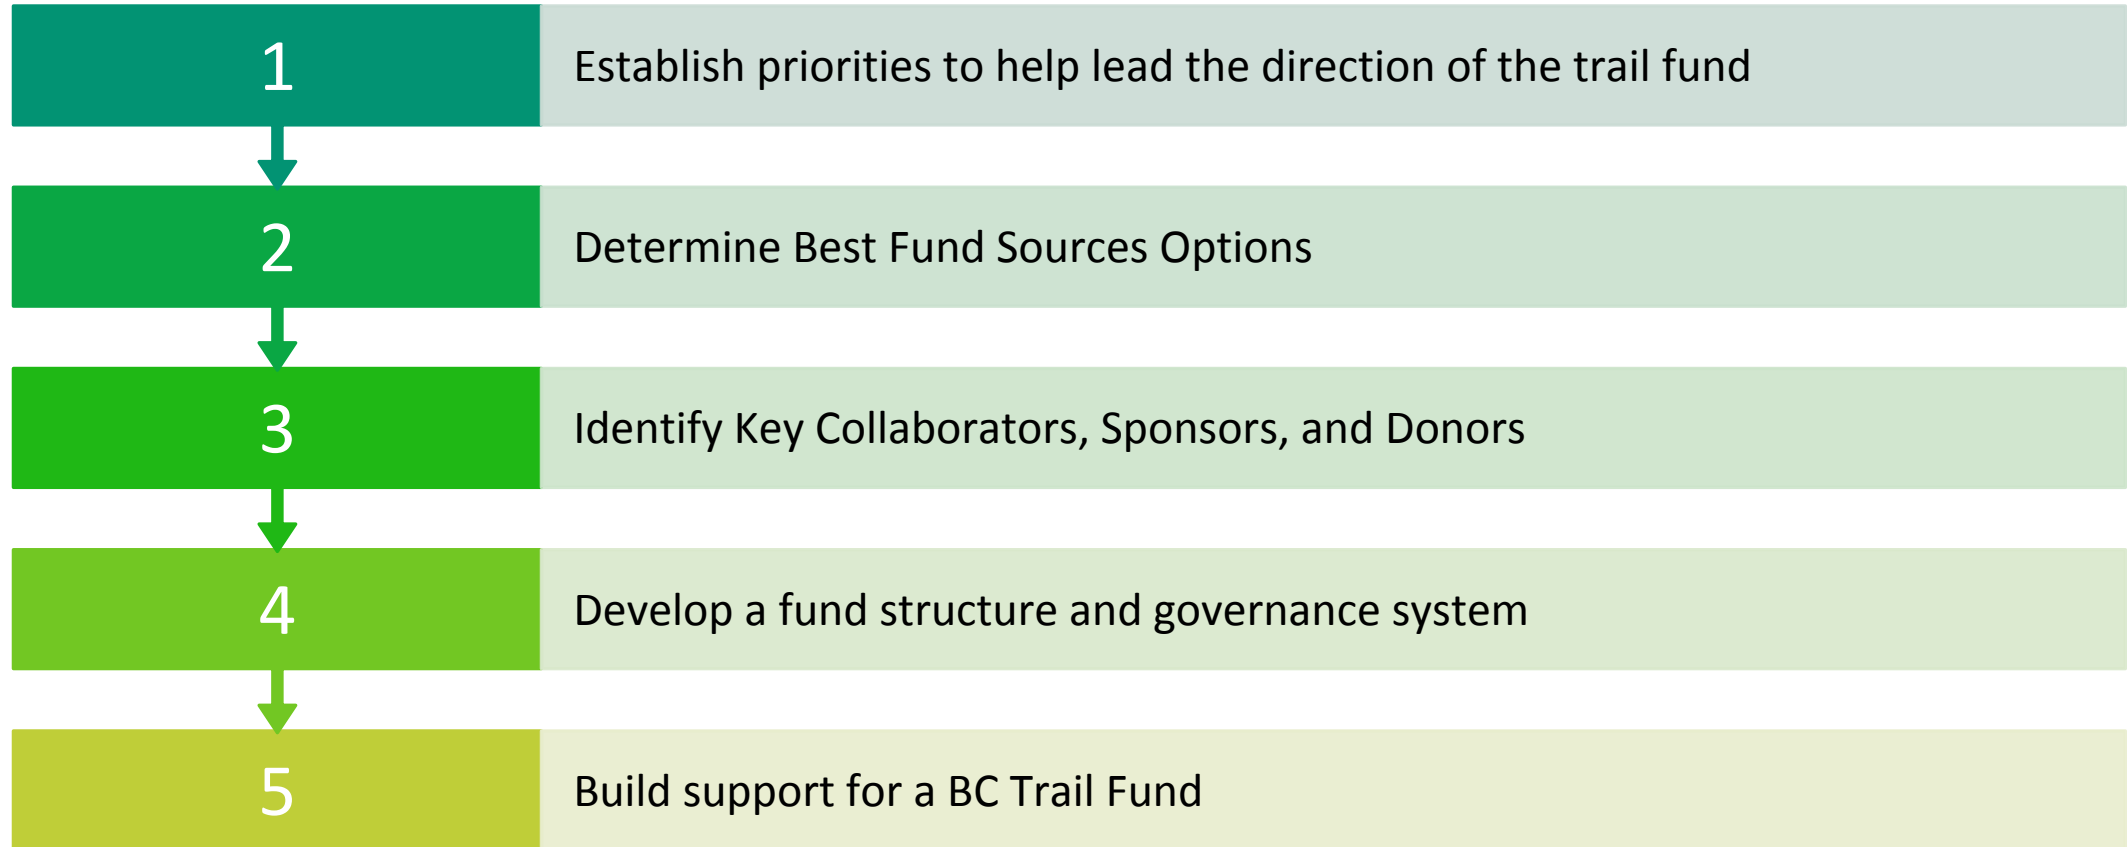 1
Establish priorities to help lead the direction of the trail fund
2
Determine Best Fund Sources Options
3
Identify Key Collaborators, Sponsors, and Donors
4
Develop a fund structure and governance system
5
Build support for a BC Trail Fund